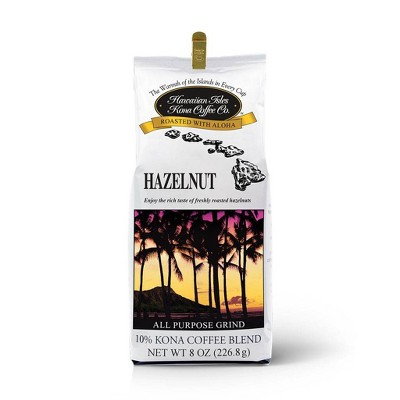 The Warmth of the Islands in Every Cup
Hawaiian Isles
Kona Coffee Co.
ROASTED WITH ALOHA
HAZELNUT
Enjoy the rich taste of freshly roasted hazelnuts
ALL PURPOSE GRIND
10% KONA COFFEE BLEND
NET WT 8 OZ (226.8g)